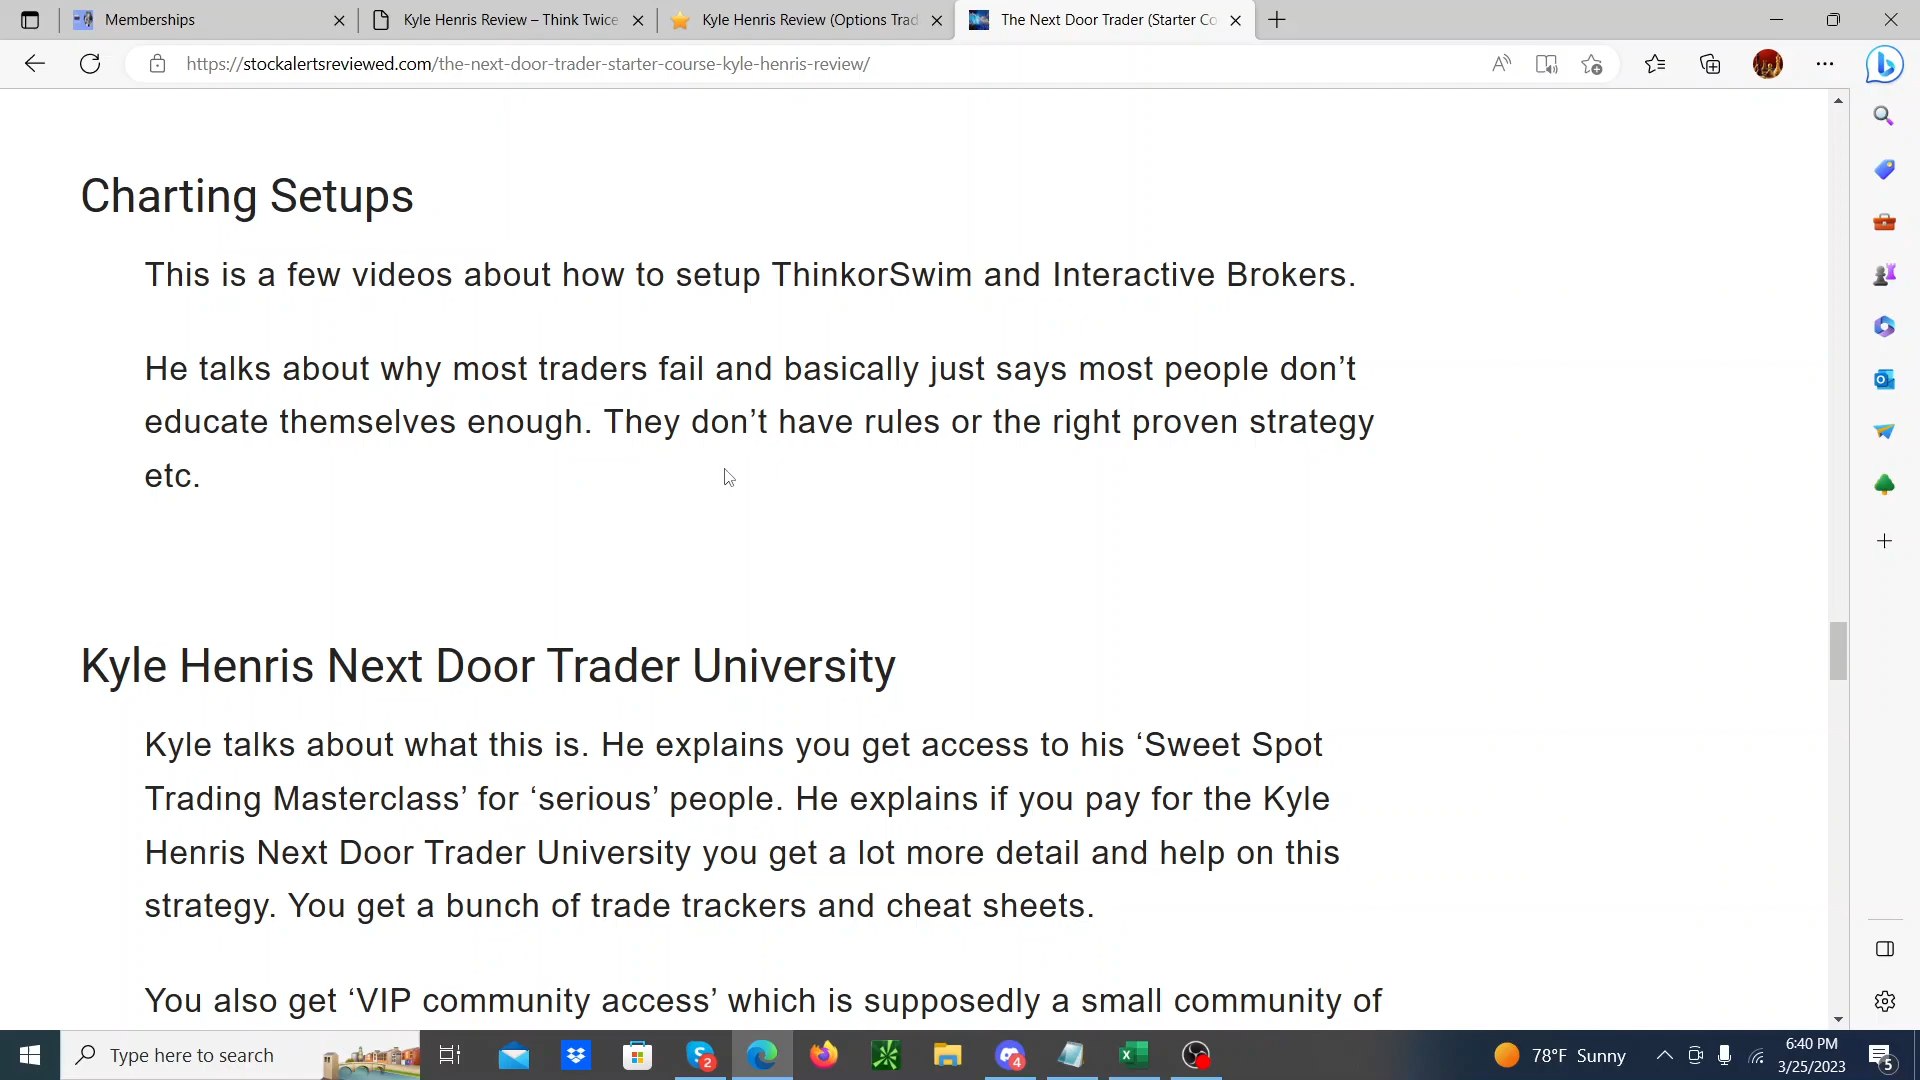 Memberships
Kyle Henris Review – Think Twice
Kyle Henris Review (Options Trad
The Next Door Trader (Starter Co
https://stockalertsreviewed.com/the-next-door-trader-starter-course-kyle-henris-review/
Charting Setups
This is a few videos about how to setup ThinkorSwim and Interactive Brokers.
He talks about why most traders fail and basically just says most people don’t
educate themselves enough. They don’t have rules or the right proven strategy
etc.
Kyle Henris Next Door Trader University
Kyle talks about what this is. He explains you get access to his ‘Sweet Spot
Trading Masterclass’ for ‘serious’ people. He explains if you pay for the Kyle
Henris Next Door Trader University you get a lot more detail and help on this
strategy. You get a bunch of trade trackers and cheat sheets.
You also get ‘VIP community access’ which is supposedly a small community of
Type here to search
2
4
78°F Sunny
6:40 PM
3/25/2023
5